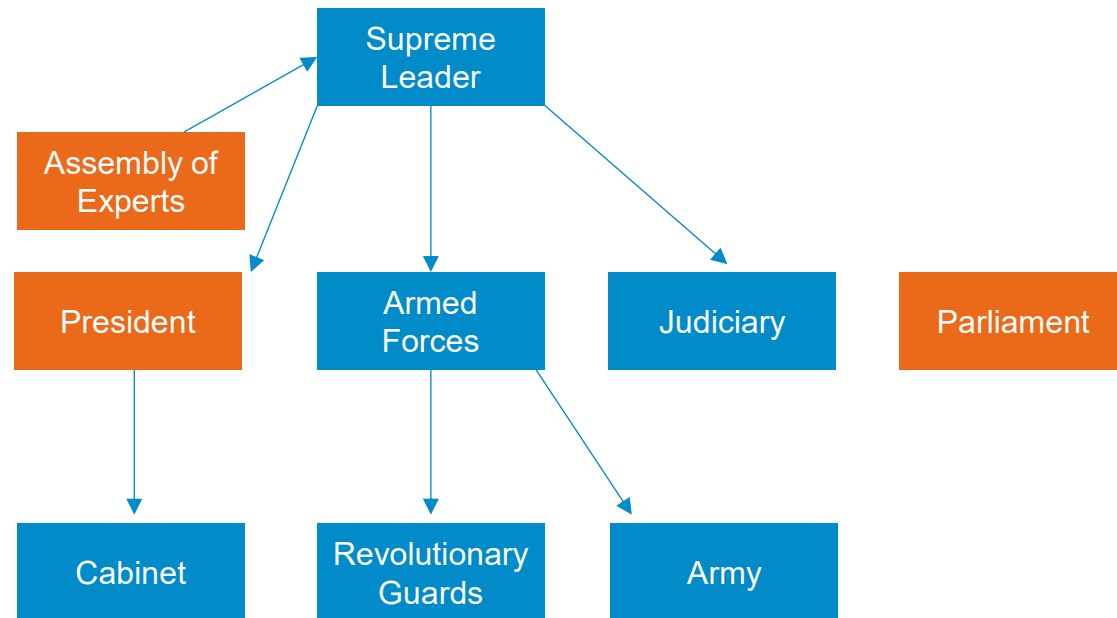 Supreme
Leader
Assembly of
Experts
President
Armed
Forces
Judiciary
Parliament
Cabinet
Revolutionary
Guards
Army